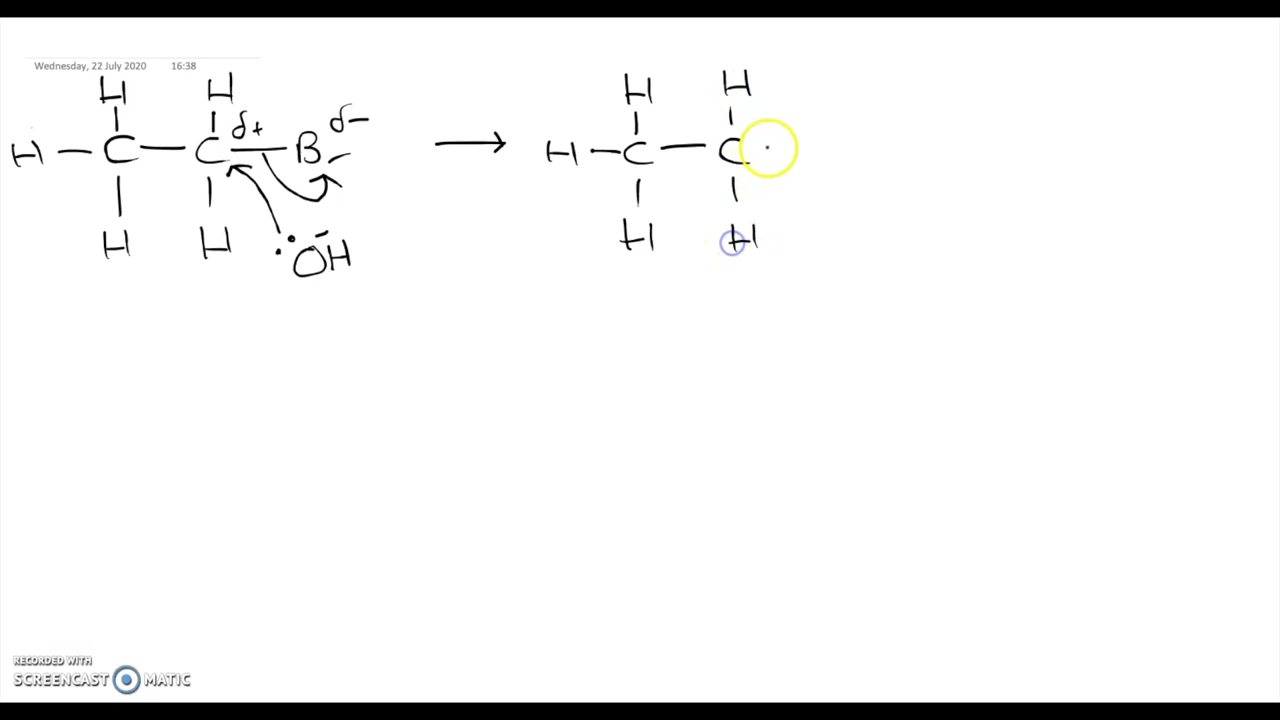 Wednesday, 22 July 2020 16:38
H H H H
δ+ δ-
H — C — C — Br → H — C — C
H H H H
:OH-
RECORDED WITH
SCREENCAST MATIC